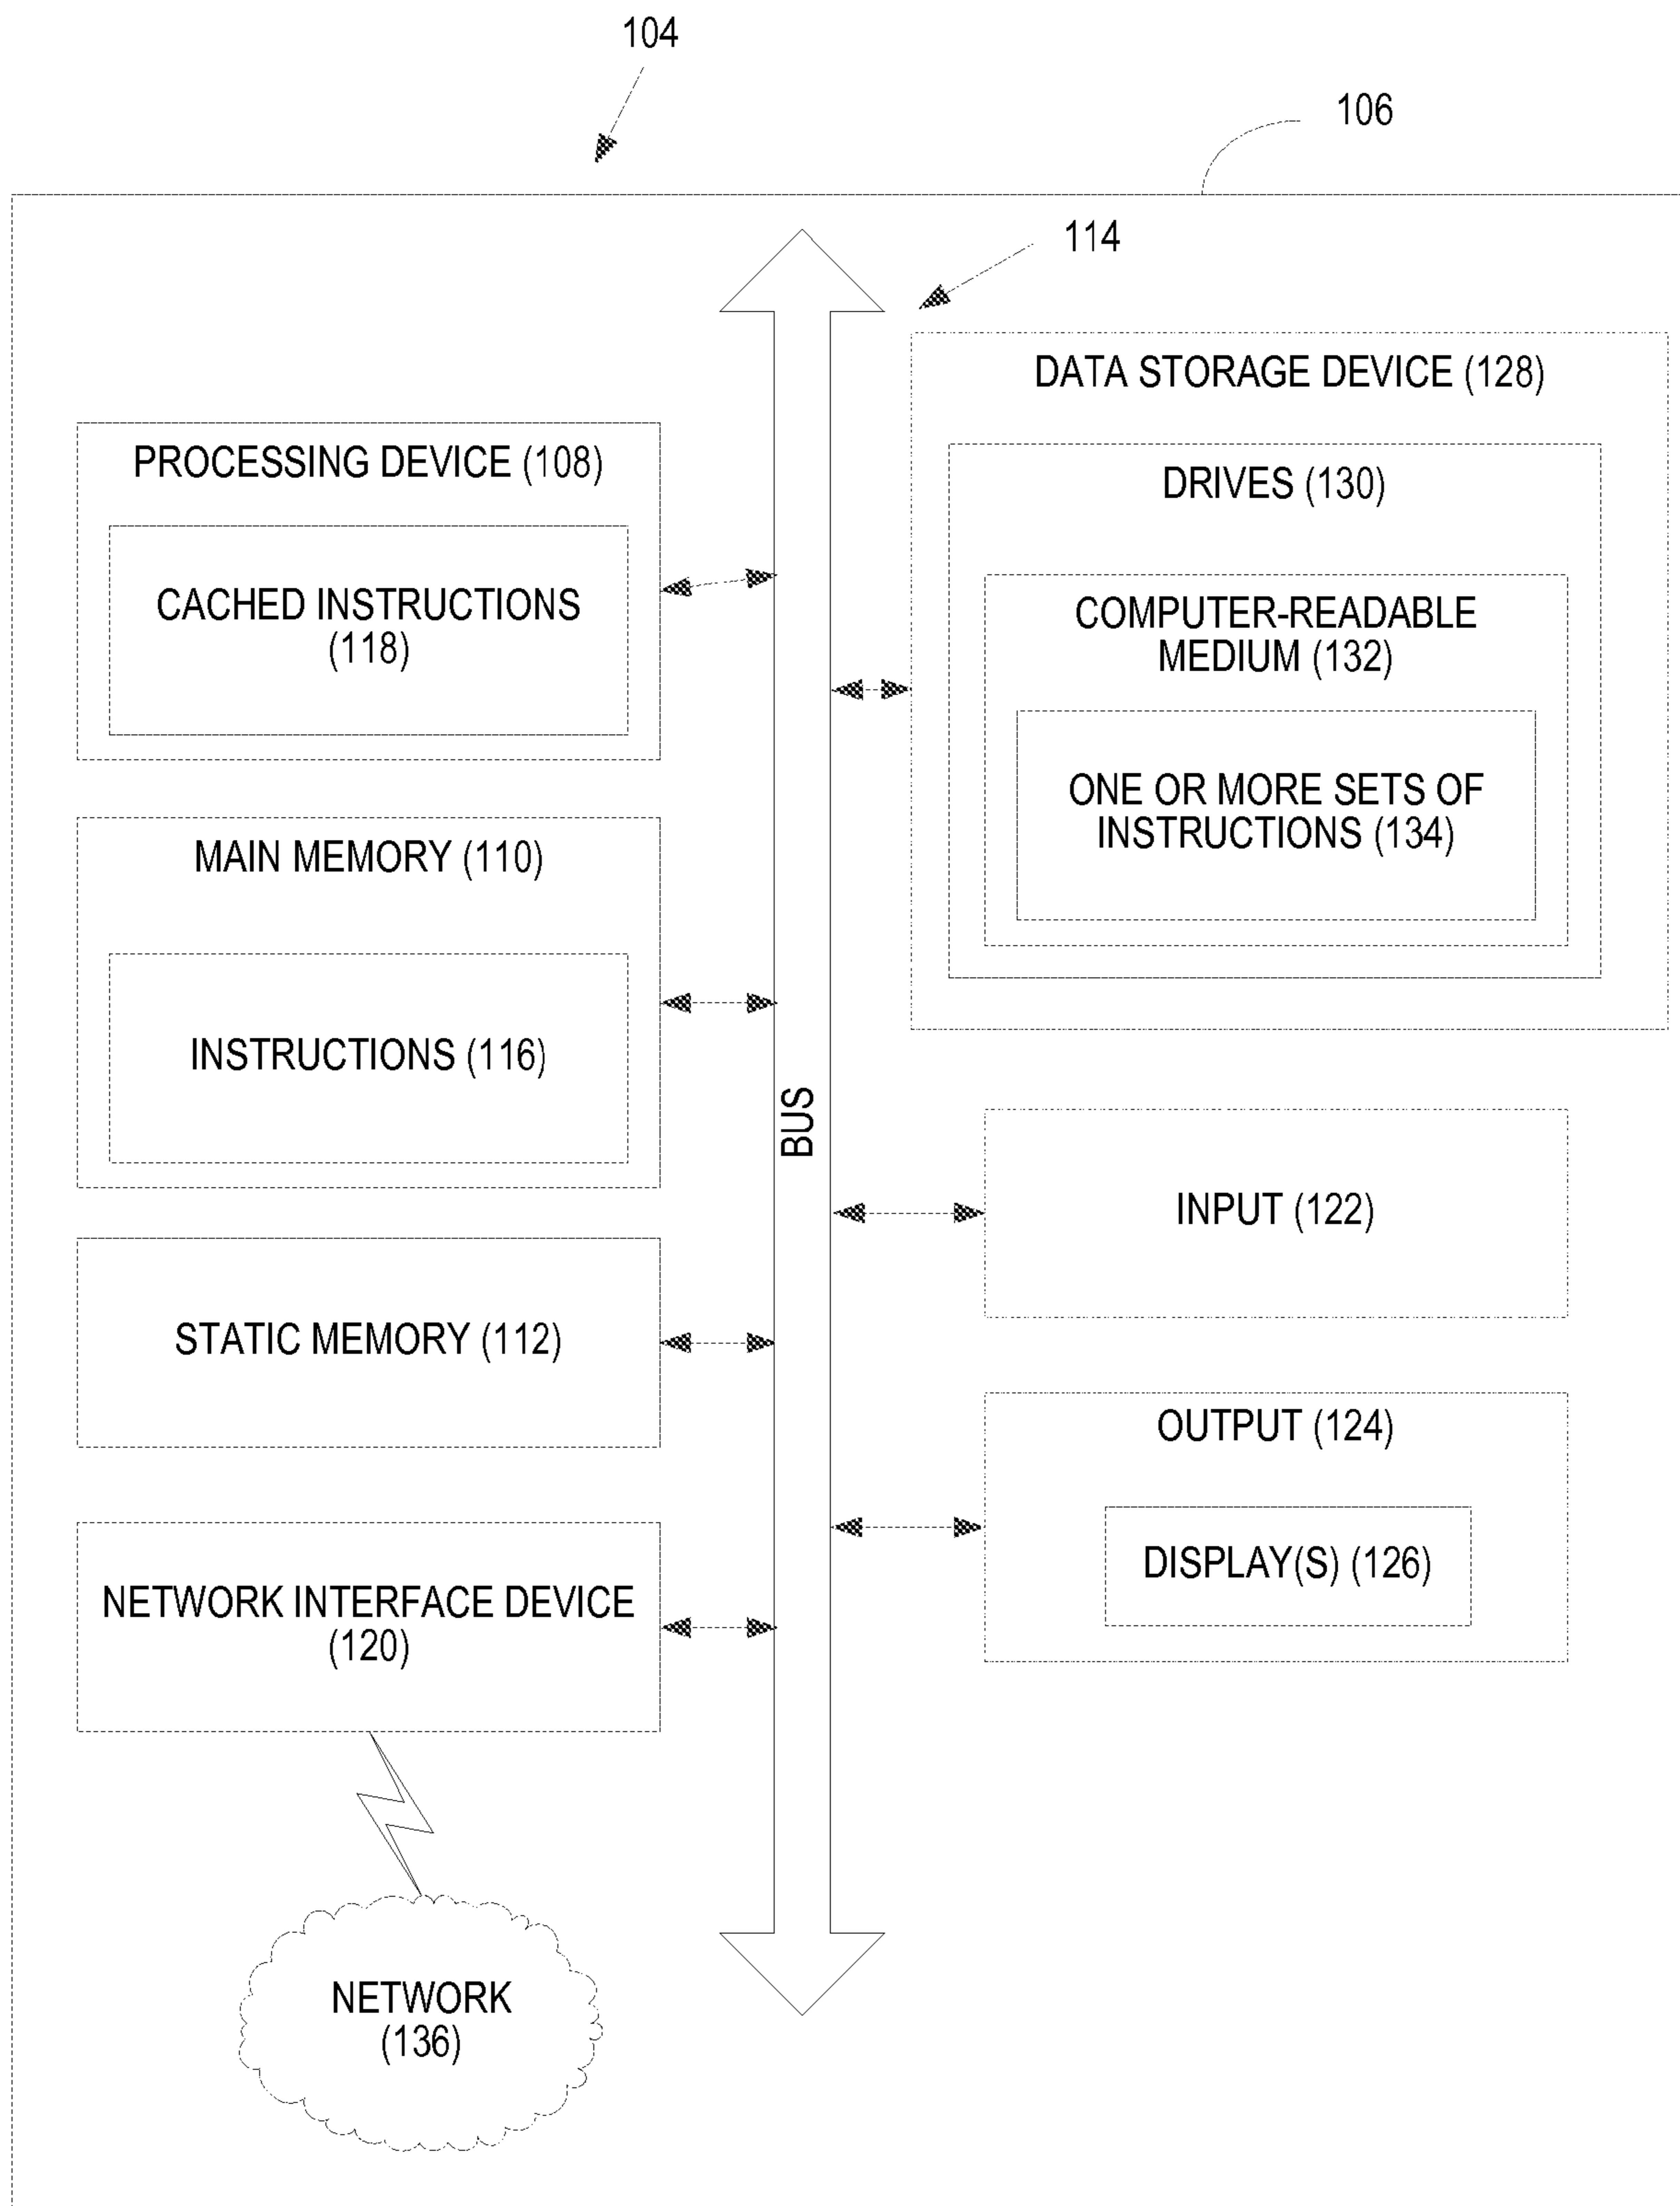 104
106
114
DATA STORAGE DEVICE (128)
DRIVES (130)
COMPUTER-READABLE
MEDIUM (132)
ONE OR MORE SETS OF
INSTRUCTIONS (134)
PROCESSING DEVICE (108)
CACHED INSTRUCTIONS
(118)
MAIN MEMORY (110)
INSTRUCTIONS (116)
BUS
INPUT (122)
STATIC MEMORY (112)
OUTPUT (124)
DISPLAY(S) (126)
NETWORK INTERFACE DEVICE
(120)
NETWORK
(136)